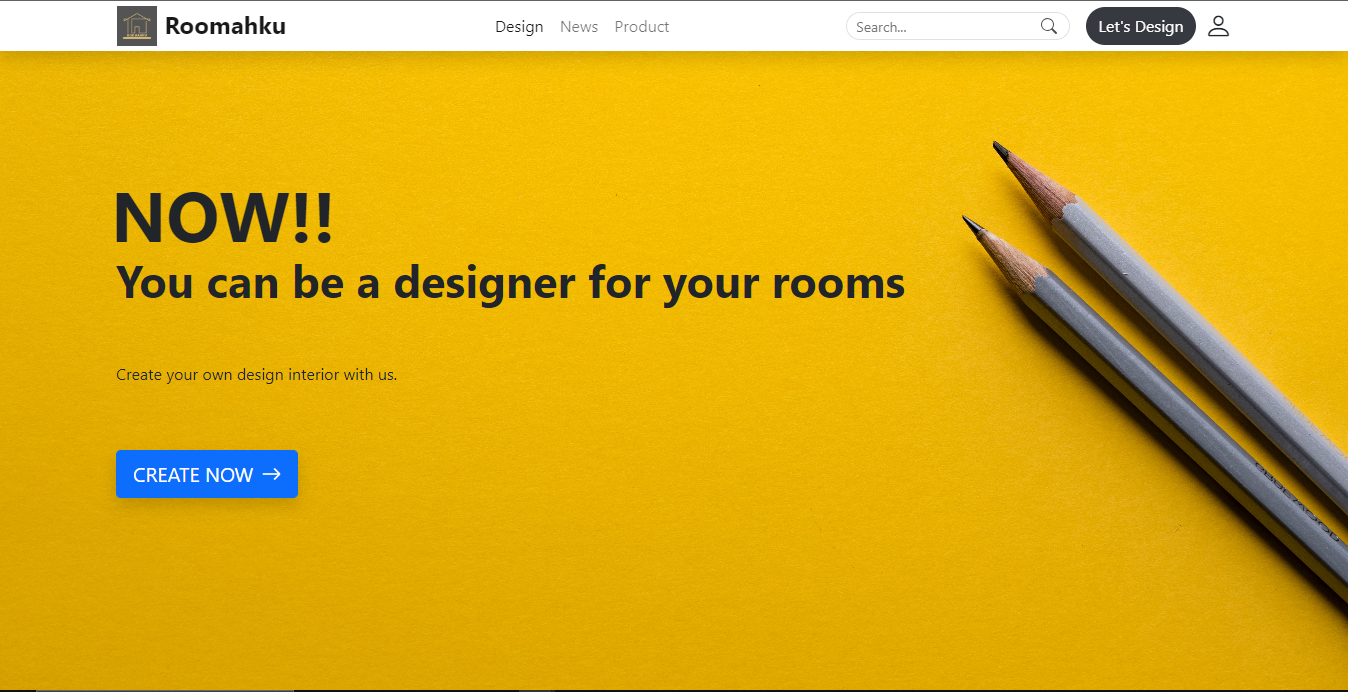 Roomahku
Design News Product
Search...
Let's Design
NOW!!
You can be a designer for your rooms
Create your own design interior with us.
CREATE NOW →